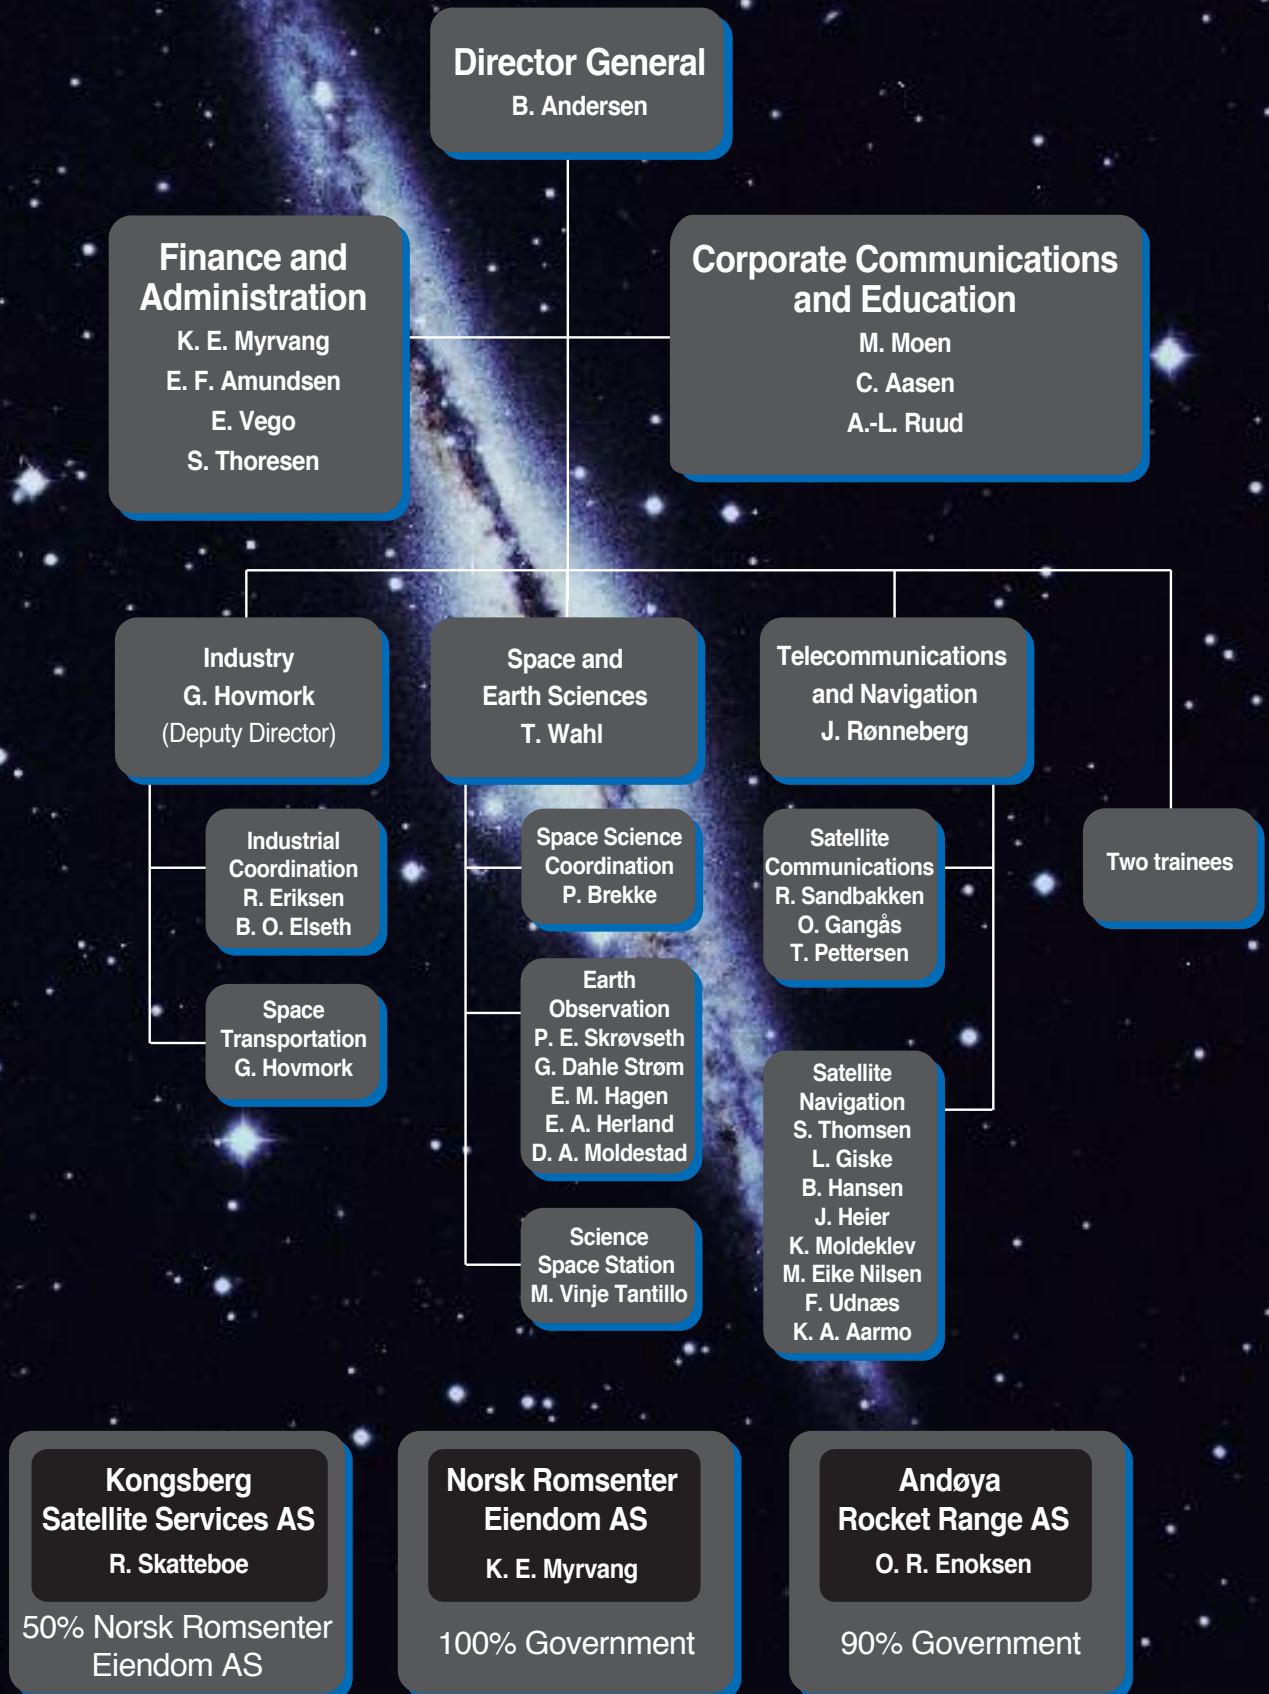 Director General
B. Andersen
Finance and
Administration
K. E. Myrvang
E. F. Amundsen
E. Vego
S. Thoresen
Corporate Communications
and Education
M. Moen
C. Aasen
A.-L. Ruud
Industry
G. Hovmork
(Deputy Director)
Space and
Earth Sciences
T. Wahl
Telecommunications
and Navigation
J. Rønneberg
Industrial
Coordination
R. Eriksen
B. O. Elseth
Space
Transportation
G. Hovmork
Space Science
Coordination
P. Brekke
Earth
Observation
P. E. Skrøvseth
G. Dahle Strøm
E. M. Hagen
E. A. Herland
D. A. Moldestad
Science
Space Station
M. Vinje Tantillo
Satellite
Communications
R. Sandbakken
O. Gangås
T. Pettersen
Satellite
Navigation
S. Thomsen
L. Giske
B. Hansen
J. Heier
K. Moldeklev
M. Eike Nilsen
F. Udnæs
K. A. Aarmo
Two trainees
Kongsberg
Satellite Services AS
R. Skatteboe
50% Norsk Romsenter
Eiendom AS
Norsk Romsenter
Eiendom AS
K. E. Myrvang
100% Government
Andøya
Rocket Range AS
O. R. Enoksen
90% Government